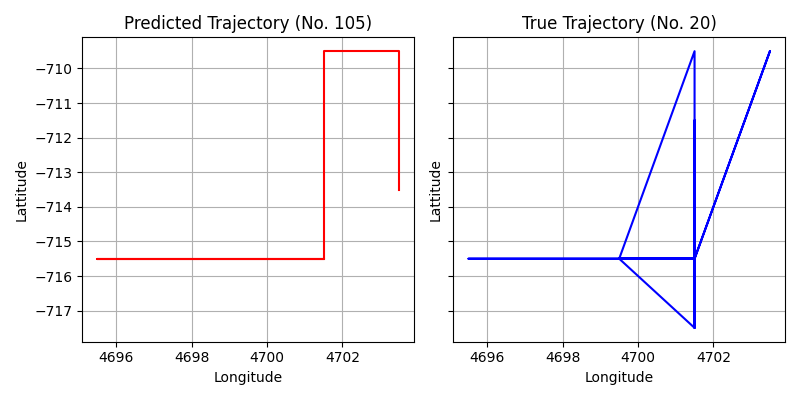 Predicted Trajectory (No. 105)
True Trajectory (No. 20)
Lattitude
−710
−711
−712
−713
−714
−715
−716
−717
4696
4698
4700
4702
Longitude
Lattitude
4696
4698
4700
4702
Longitude